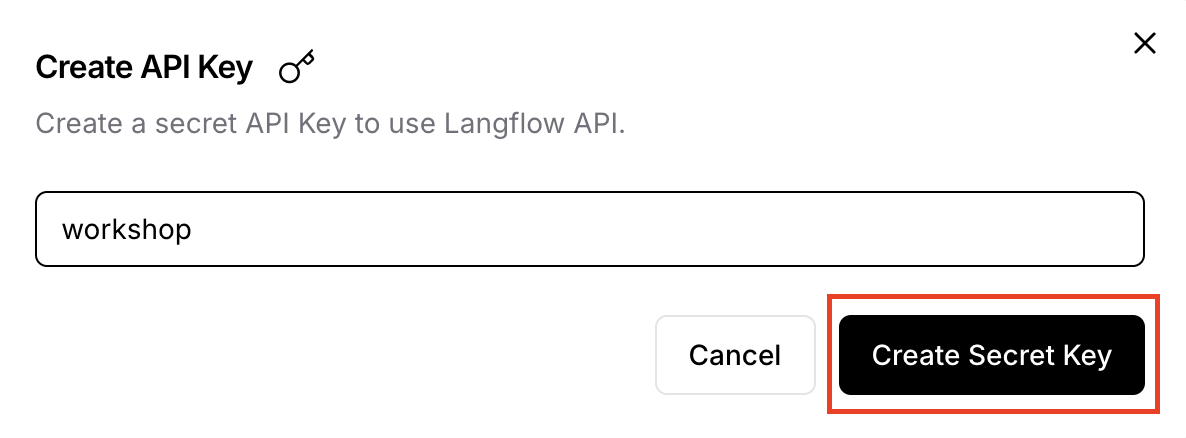 Create API Key
Create a secret API Key to use Langflow API.
workshop
Cancel
Create Secret Key